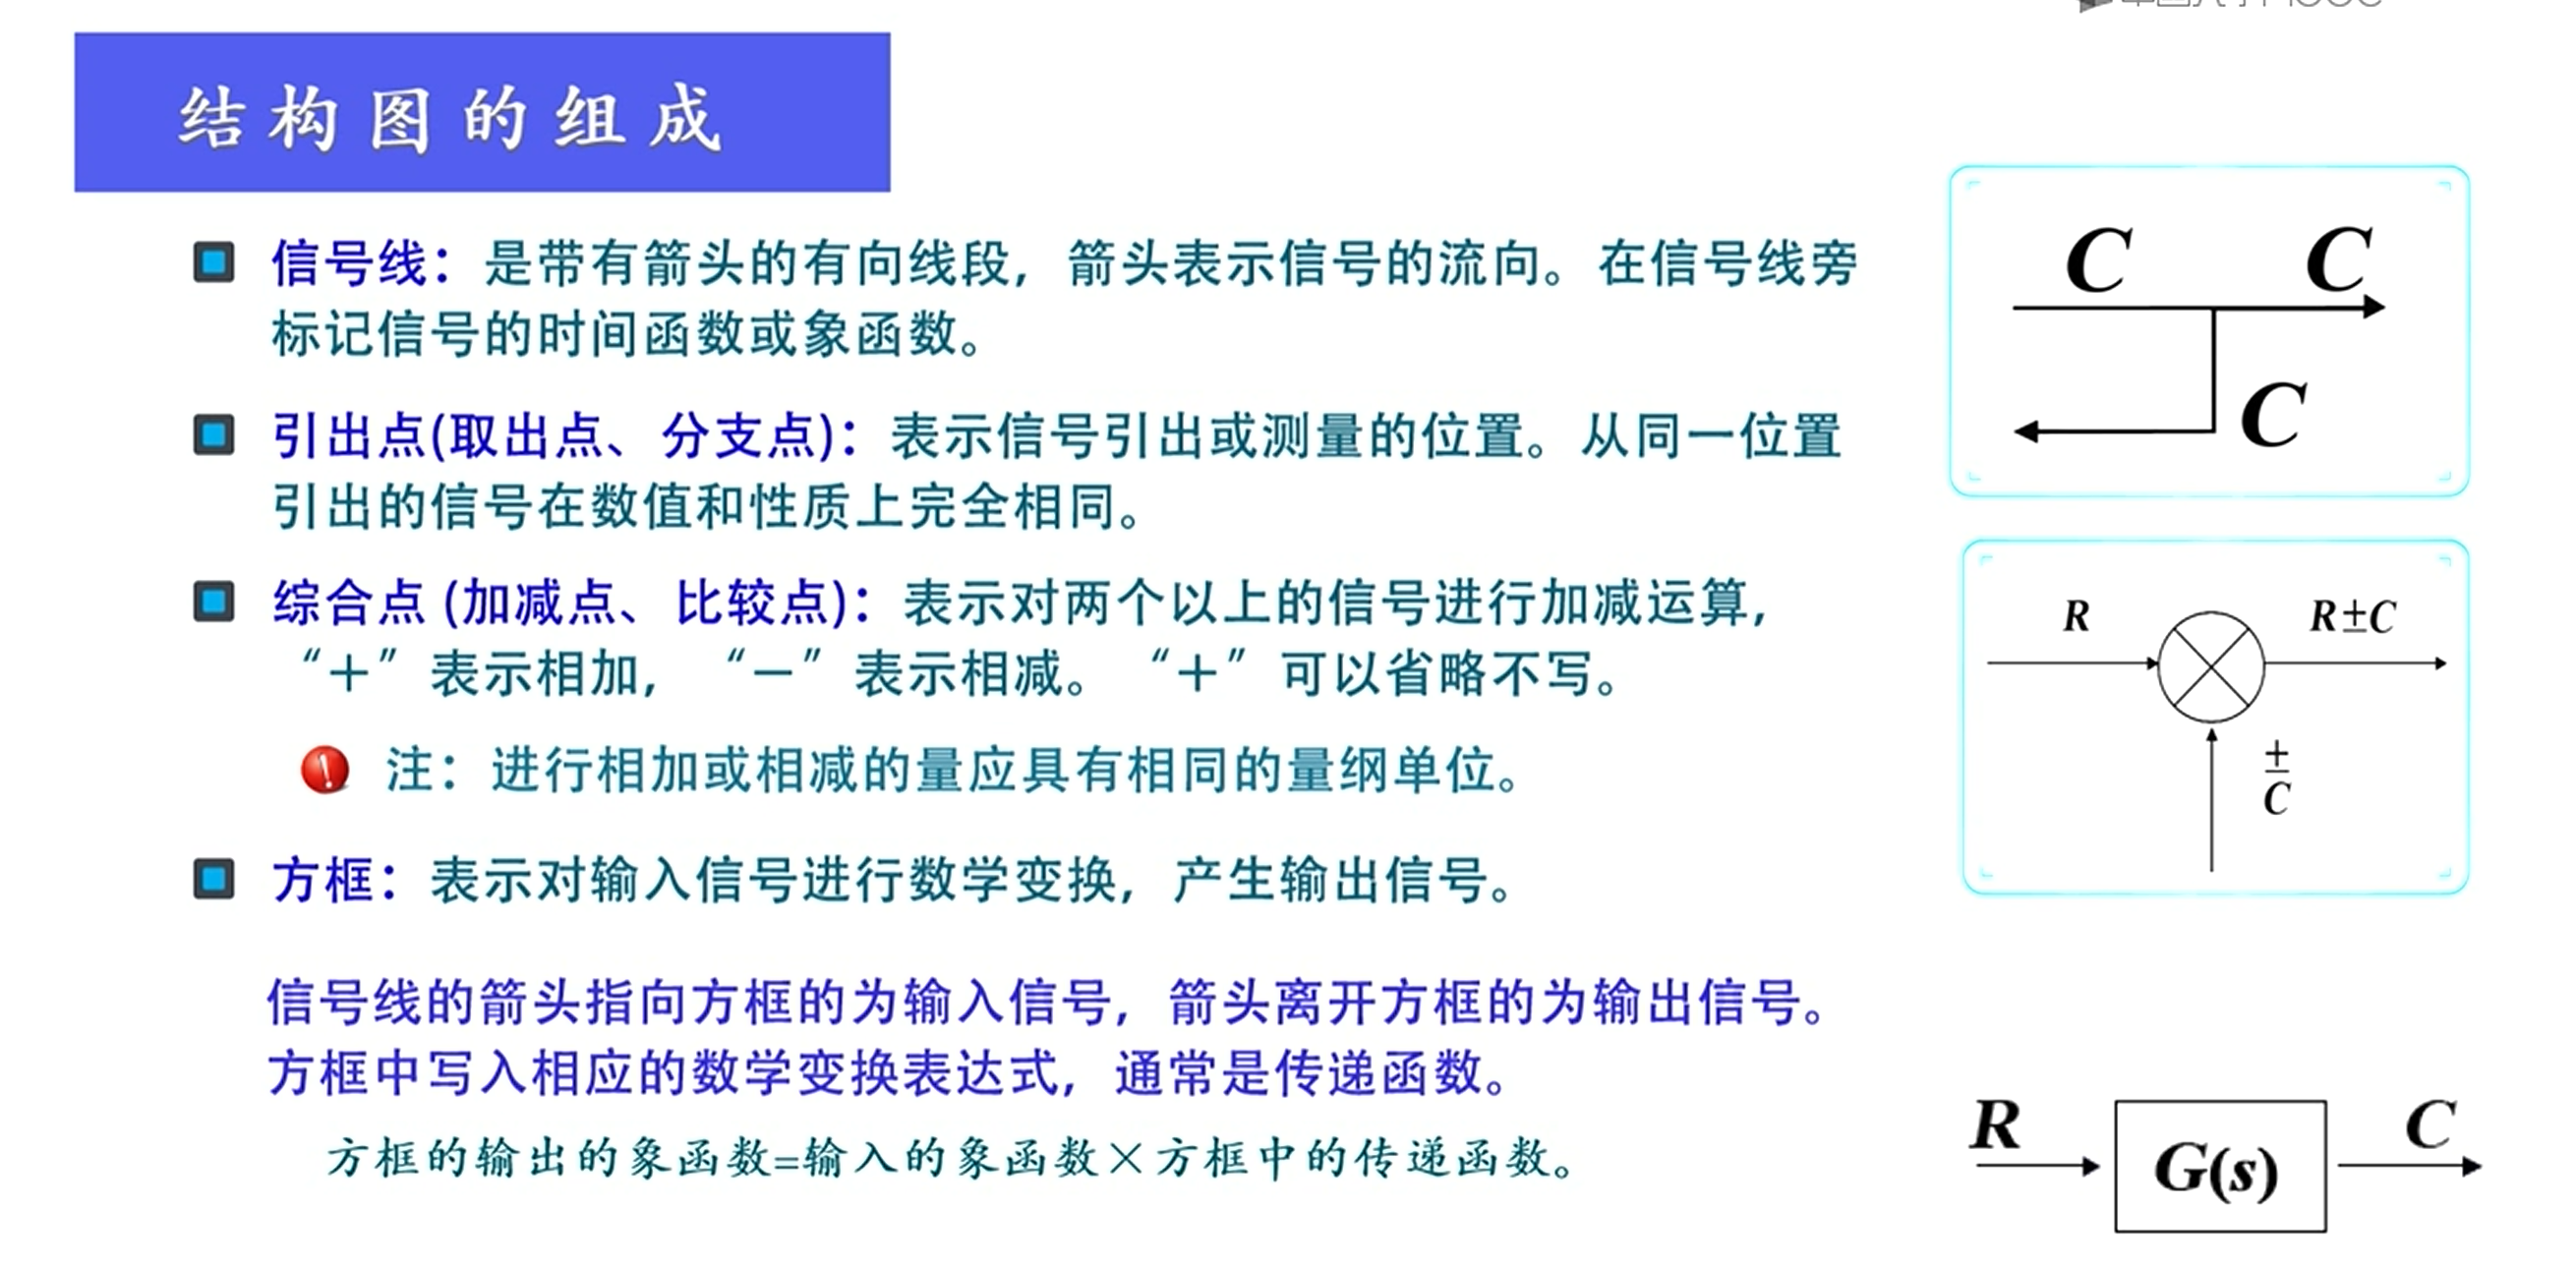 结构图的组成
信号线：是带有箭头的有向线段，箭头表示信号的流向。在信号线旁
标记信号的时间函数或象函数。
引出点(取出点、分支点)：表示信号引出或测量的位置。从同一位置
引出的信号在数值和性质上完全相同。
综合点 (加减点、比较点)：表示对两个以上的信号进行加减运算，
“＋”表示相加，“－”表示相减。“＋”可以省略不写。
注：进行相加或相减的量应具有相同的量纲单位。
方框：表示对输入信号进行数学变换，产生输出信号。
信号线的箭头指向方框的为输入信号，箭头离开方框的为输出信号。
方框中写入相应的数学变换表达式，通常是传递函数。
方框的输出的象函数=输入的象函数×方框中的传递函数。
C C
C
R R±C
±
C
R G(s) C